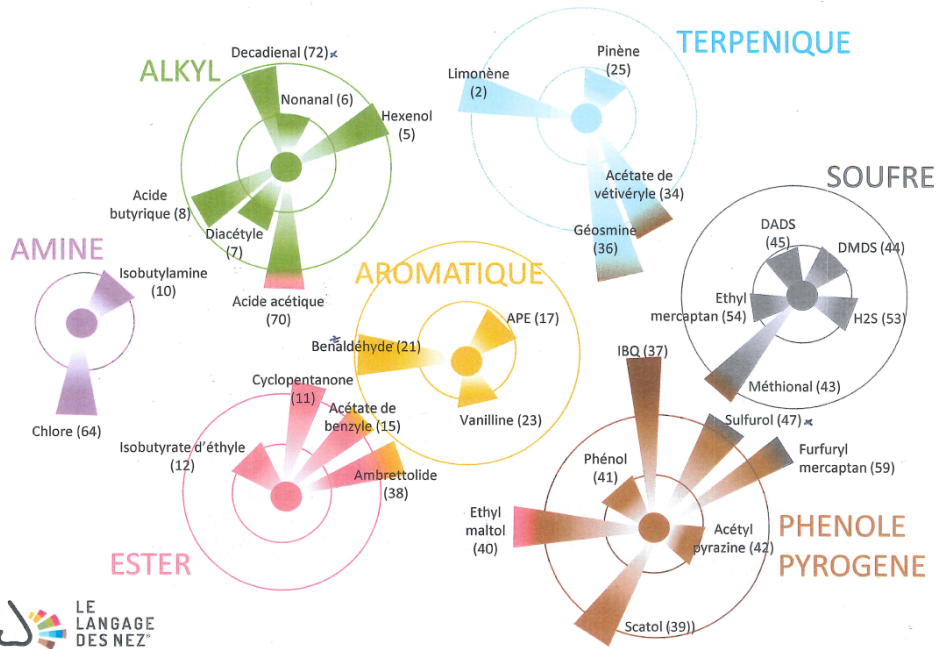 ALKYL
Decadienal (72)
Nonanal (6)
Hexenol
(5)
Acide
butyrique (8)
Diacétyle
(7)
Acide acétique
(70)
TERPENIQUE
Pinène
(25)
Limonène
(2)
Acétate de
vétivéryle (34)
Géosmine
(36)
SOUFRE
DADS
(45)
DMDS (44)
Ethyl
mercaptan (54)
H2S (53)
Méthional (43)
AMINE
Isobutylamine
(10)
Chlore (64)
AROMATIQUE
APE (17)
Benaldéhyde (21)
Vanilline (23)
ESTER
Cyclopentanone
(11)
Acétate de
benzyle (15)
Isobutyrate d'éthyle
(12)
Ambrettolide
(38)
PHENOLE
PYROGENE
IBQ (37)
Sulfurol (47)
Furfuryl
mercaptan (59)
Phénol
(41)
Ethyl
maltol
(40)
Acétyl
pyrazine (42)
Scatol (39))
LE
LANGAGE
DES NEZ®